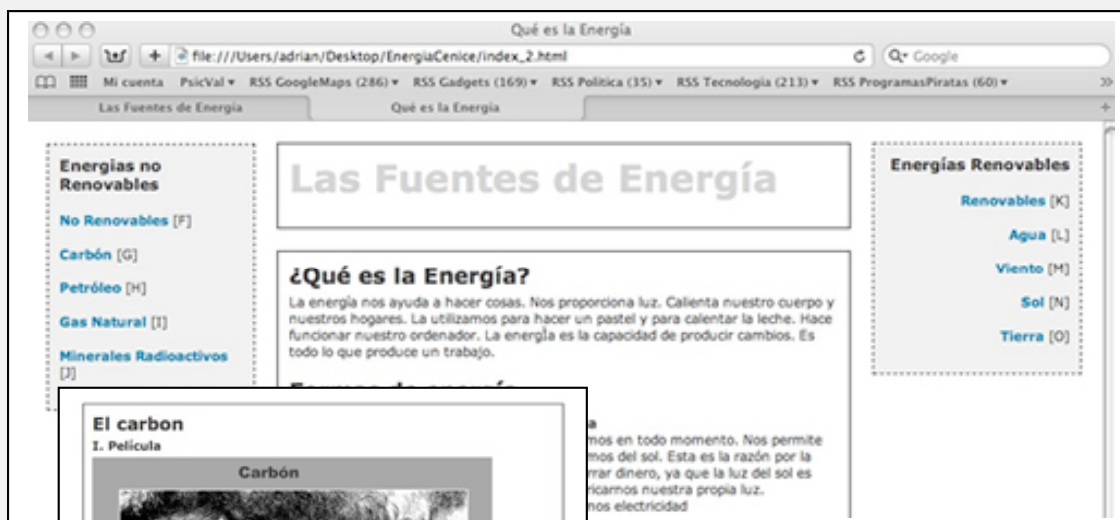 Qué es la Energía
file:///Users/adrian/Desktop/EnergiaCenice/index_2.html
Google
Mi cuenta PsicVal RSS GoogleMaps (286) RSS Gadgets (169) RSS Politica (35) RSS Tecnología (213) RSS ProgramasPiratas (60)
Las Fuentes de Energía
Qué es la Energía
Energias no
Renovables
No Renovables [F]
Carbón [G]
Petróleo [H]
Gas Natural [I]
Minerales Radioactivos
[J]
Las Fuentes de Energía
¿Qué es la Energía?
La energía nos ayuda a hacer cosas. Nos proporciona luz. Calienta nuestro cuerpo y
nuestros hogares. La utilizamos para hacer un pastel y para calentar la leche. Hace
funcionar nuestro ordenador. La energía es la capacidad de producir cambios. Es
todo lo que produce un trabajo.
Formas de energía
a
mos en todo momento. Nos permite
mos del sol. Esta es la razón por la
rrar dinero, ya que la luz del sol es
ricamos nuestra propia luz.
nos electricidad
Energías Renovables
Renovables [K]
Agua [L]
Viento [M]
Sol [N]
Tierra [O]
El carbon
I. Película
Carbón